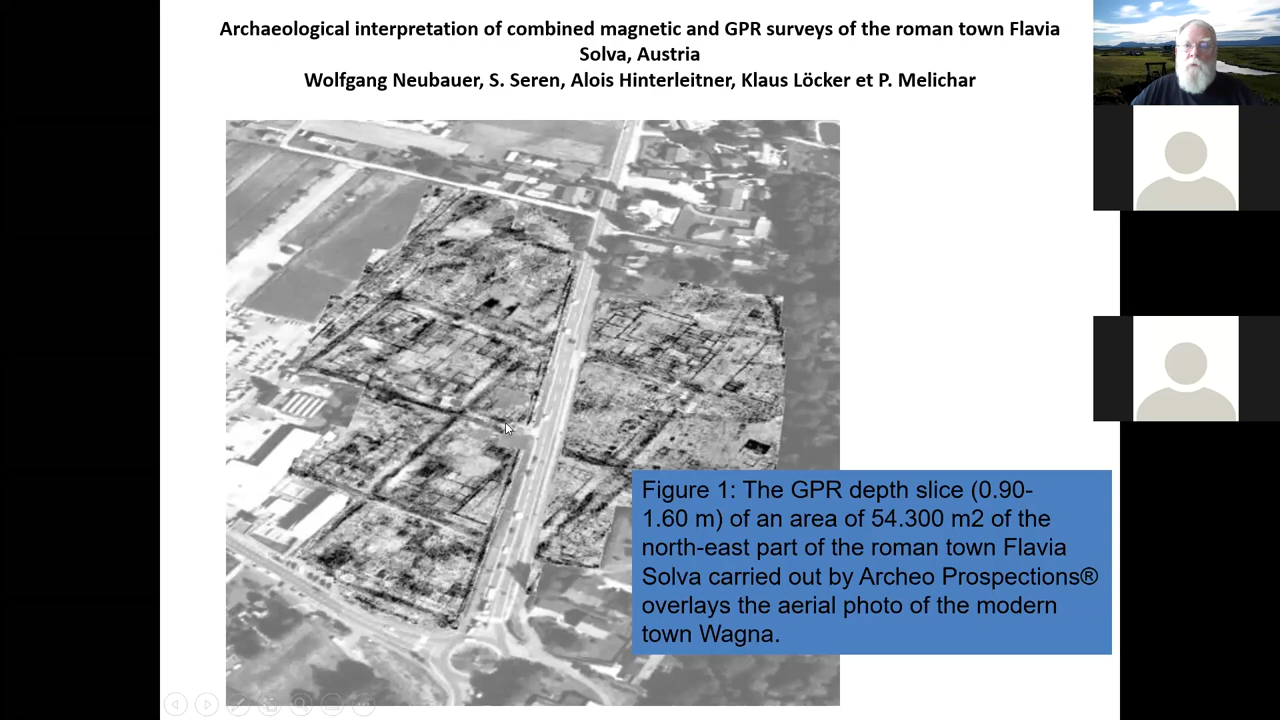 Archaeological interpretation of combined magnetic and GPR surveys of the roman town Flavia
Solva, Austria
Wolfgang Neubauer, S. Seren, Alois Hinterleitner, Klaus Löcker et P. Melichar
Figure 1: The GPR depth slice (0.90-
1.60 m) of an area of 54.300 m2 of the
north-east part of the roman town Flavia
Solva carried out by Archeo Prospections®
overlays the aerial photo of the modern
town Wagna.